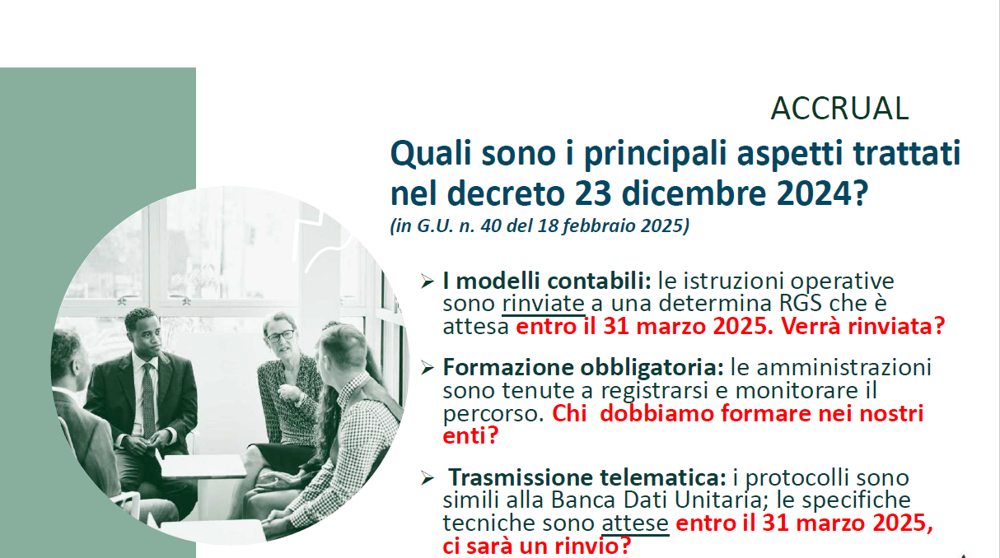 ACCRUAL
Quali sono i principali aspetti trattati
nel decreto 23 dicembre 2024?
(in G.U. n. 40 del 18 febbraio 2025)
➢ I modelli contabili: le istruzioni operative
sono rinviate a una determina RGS che è
attesa entro il 31 marzo 2025. Verrà rinviata?
➢ Formazione obbligatoria: le amministrazioni
sono tenute a registrarsi e monitorare il
percorso. Chi dobbiamo formare nei nostri
enti?
➢ Trasmissione telematica: i protocolli sono
simili alla Banca Dati Unitaria; le specifiche
tecniche sono attese entro il 31 marzo 2025,
ci sarà un rinvio?